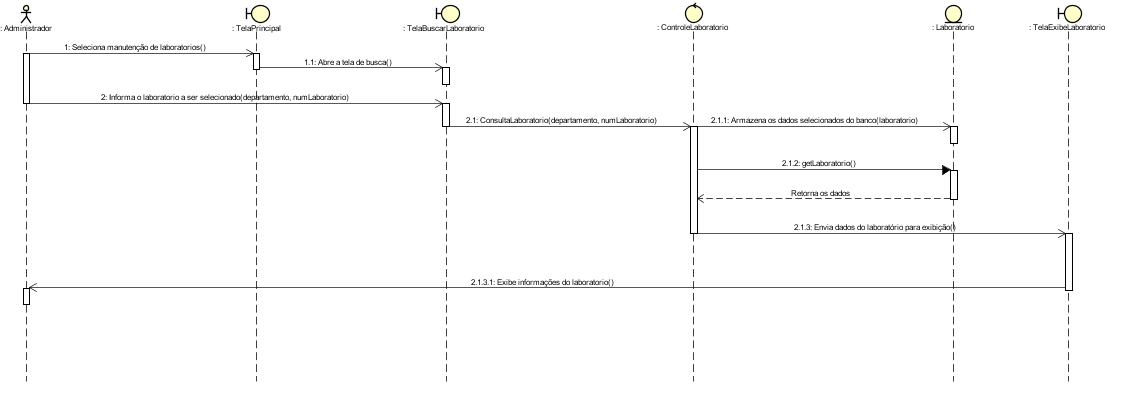 : Administrador
: TelaPrincipal
: TelaBuscarLaboratorio
: ControleLaboratorio
: Laboratorio
: TelaExibeLaboratorio
1: Seleciona manutenção de laboratorios()
1.1: Abre a tela de busca()
2: Informa o laboratorio a ser selecionado(departamento, numLaboratorio)
2.1: ConsultaLaboratorio(departamento, numLaboratorio)
2.1.1: Armazena os dados selecionados do banco(laboratorio)
2.1.2: getLaboratorio()
Retorna os dados
2.1.3: Envia dados do laboratório para exibição()
2.1.3.1: Exibe informações do laboratorio()